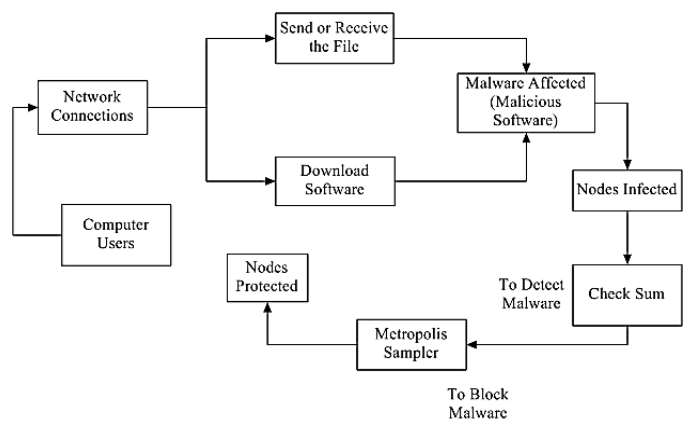 Send or Receive
the File
Network
Connections
Malware Affected
(Malicious
Software)
Download
Software
Nodes Infected
Computer
Users
Nodes
Protected
To Detect
Malware
Check Sum
Metropolis
Sampler
To Block
Malware